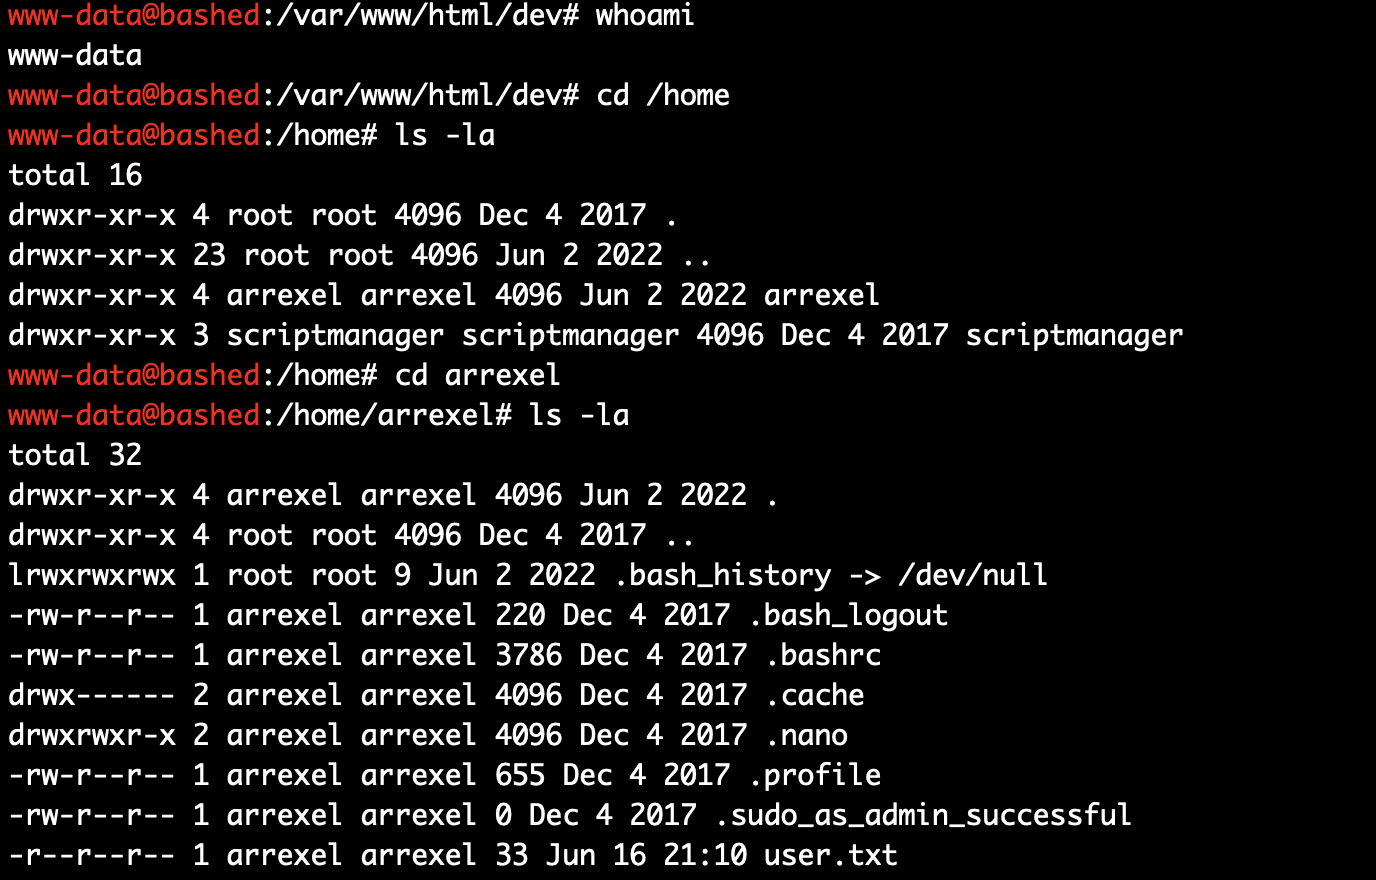 www-data@bashed:/var/www/html/dev# whoami
www-data
www-data@bashed:/var/www/html/dev# cd /home
www-data@bashed:/home# ls -la
total 16
drwxr-xr-x 4 root root 4096 Dec 4 2017 .
drwxr-xr-x 23 root root 4096 Jun 2 2022 ..
drwxr-xr-x 4 arrexel arrexel 4096 Jun 2 2022 arrexel
drwxr-xr-x 3 scriptmanager scriptmanager 4096 Dec 4 2017 scriptmanager
www-data@bashed:/home# cd arrexel
www-data@bashed:/home/arrexel# ls -la
total 32
drwxr-xr-x 4 arrexel arrexel 4096 Jun 2 2022 .
drwxr-xr-x 4 root root 4096 Dec 4 2017 ..
lrwxrwxrwx 1 root root 9 Jun 2 2022 .bash_history -> /dev/null
-rw-r--r-- 1 arrexel arrexel 220 Dec 4 2017 .bash_logout
-rw-r--r-- 1 arrexel arrexel 3786 Dec 4 2017 .bashrc
drwx------ 2 arrexel arrexel 4096 Dec 4 2017 .cache
drwxrwxr-x 2 arrexel arrexel 4096 Dec 4 2017 .nano
-rw-r--r-- 1 arrexel arrexel 655 Dec 4 2017 .profile
-rw-r--r-- 1 arrexel arrexel 0 Dec 4 2017 .sudo_as_admin_successful
-r--r--r-- 1 arrexel arrexel 33 Jun 16 21:10 user.txt